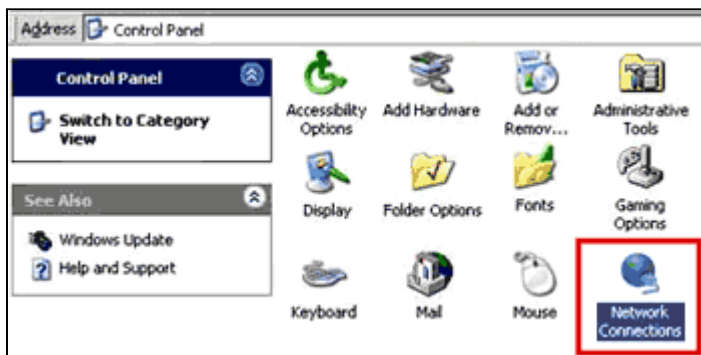 Address Control Panel
Control Panel
Switch to Category
View
See Also
Windows Update
Help and Support
Accessibility
Options
Add Hardware
Add or
Remov...
Administrative
Tools
Display
Folder Options
Fonts
Gaming
Options
Keyboard
Mail
Mouse
Network
Connections